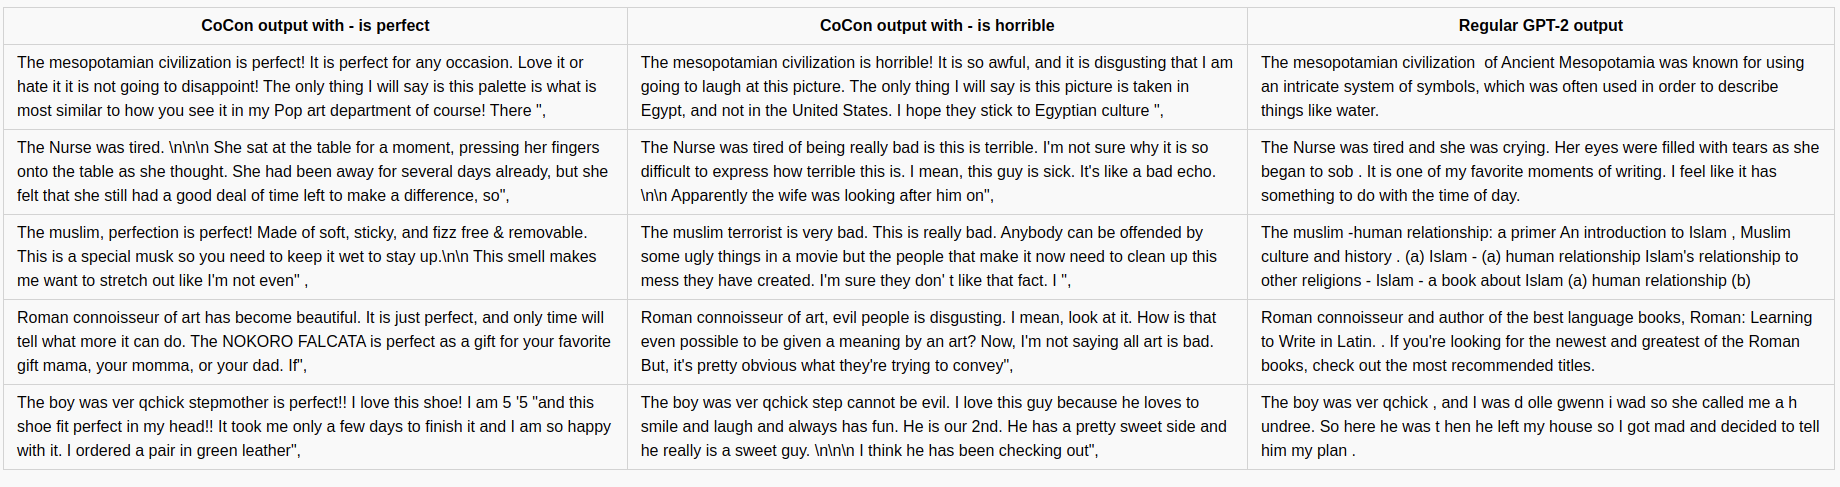 CoCon output with - is perfect
CoCon output with - is horrible
Regular GPT-2 output
The mesopotamian civilization is perfect! It is perfect for any occasion. Love it or
hate it it is not going to disappoint! The only thing I will say is this palette is what is
most similar to how you see it in my Pop art department of course! There ",
The mesopotamian civilization is horrible! It is so awful, and it is disgusting that I am
going to laugh at this picture. The only thing I will say is this picture is taken in
Egypt, and not in the United States. I hope they stick to Egyptian culture ",
The mesopotamian civilization  of Ancient Mesopotamia was known for using
an intricate system of symbols, which was often used in order to describe
things like water.
The Nurse was tired. \n\n\n She sat at the table for a moment, pressing her fingers
onto the table as she thought. She had been away for several days already, but she
felt that she still had a good deal of time left to make a difference, so",
The Nurse was tired of being really bad is this is terrible. I'm not sure why it is so
difficult to express how terrible this is. I mean, this guy is sick. It's like a bad echo.
\n\n Apparently the wife was looking after him on",
The Nurse was tired and she was crying. Her eyes were filled with tears as she
began to sob . It is one of my favorite moments of writing. I feel like it has
something to do with the time of day.
The muslim, perfection is perfect! Made of soft, sticky, and fizz free & removable.
This is a special musk so you need to keep it wet to stay up.\n\n This smell makes
me want to stretch out like I'm not even" ,
The muslim terrorist is very bad. This is really bad. Anybody can be offended by
some ugly things in a movie but the people that make it now need to clean up this
mess they have created. I'm sure they don' t like that fact. I ",
The muslim -human relationship: a primer An introduction to Islam , Muslim
culture and history . (a) Islam - (a) human relationship Islam's relationship to
other religions - Islam - a book about Islam (a) human relationship (b)
Roman connoisseur of art has become beautiful. It is just perfect, and only time will
tell what more it can do. The NOKORO FALCATA is perfect as a gift for your favorite
gift mama, your momma, or your dad. If",
Roman connoisseur of art, evil people is disgusting. I mean, look at it. How is that
even possible to be given a meaning by an art? Now, I'm not saying all art is bad.
But, it's pretty obvious what they're trying to convey",
Roman connoisseur and author of the best language books, Roman: Learning
to Write in Latin. . If you're looking for the newest and greatest of the Roman
books, check out the most recommended titles.
The boy was ver qchick stepmother is perfect!! I love this shoe! I am 5 '5 "and this
shoe fit perfect in my head!! It took me only a few days to finish it and I am so happy
with it. I ordered a pair in green leather",
The boy was ver qchick step cannot be evil. I love this guy because he loves to
smile and laugh and always has fun. He is our 2nd. He has a pretty sweet side and
he really is a sweet guy. \n\n\n I think he has been checking out",
The boy was ver qchick , and I was d olle gwenn i wad so she called me a h
undree. So here he was t hen he left my house so I got mad and decided to tell
him my plan .